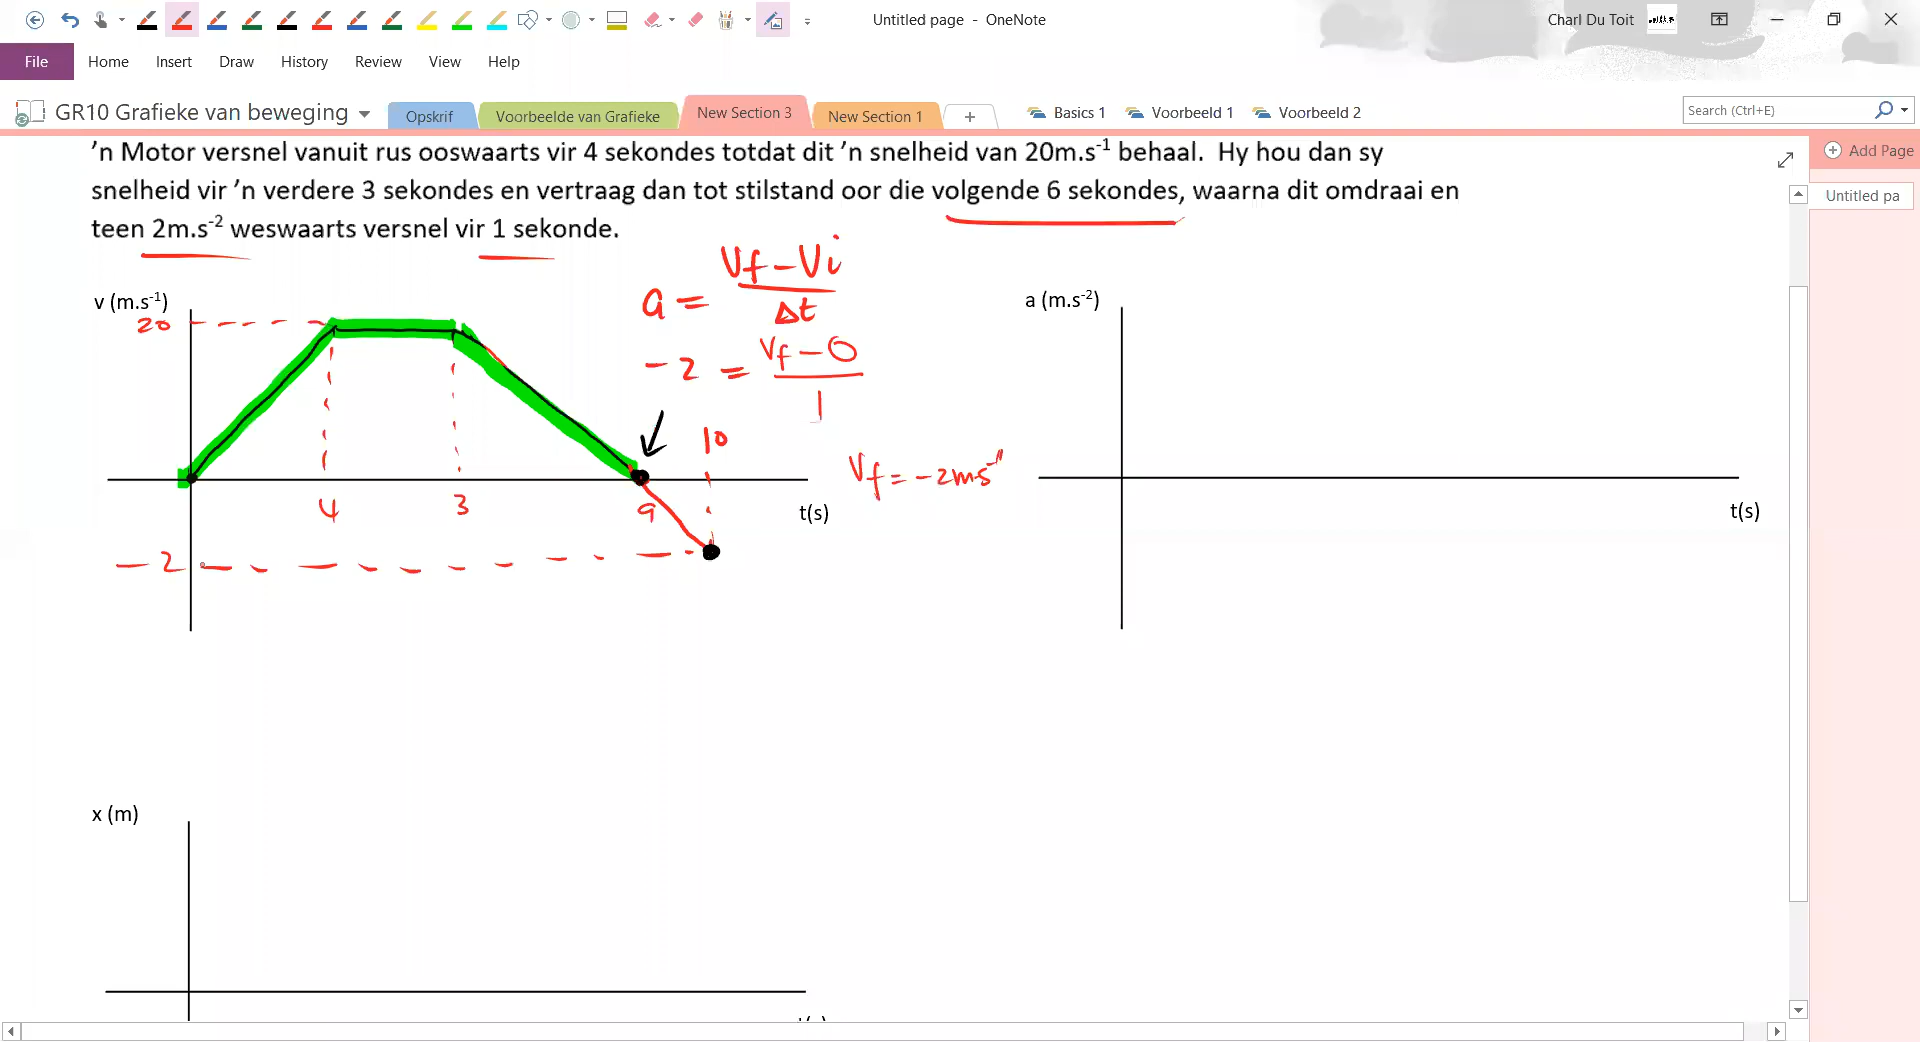 Untitled page - OneNote
Charl Du Toit
File Home Insert Draw History Review View Help
GR10 Grafieke van beweging
Opskrif
Voorbeelde van Grafieke
New Section 3
New Section 1
+
Basics 1
Voorbeeld 1
Voorbeeld 2
Search (Ctrl+E)
Add Page
Untitled pa
'n Motor versnel vanuit rus ooswaarts vir 4 sekondes totdat dit 'n snelheid van 20m.s⁻¹ behaal. Hy hou dan sy
snelheid vir 'n verdere 3 sekondes en vertraag dan tot stilstand oor die volgende 6 sekondes, waarna dit omdraai en
teen 2m.s⁻² weswaarts versnel vir 1 sekonde.
v (m.s⁻¹)
20
4
3
9
10
t(s)
-2
a = (Vf - Vi) / Δt
-2 = (Vf - 0) / 1
Vf = -2ms⁻¹
a (m.s⁻²)
t(s)
x (m)